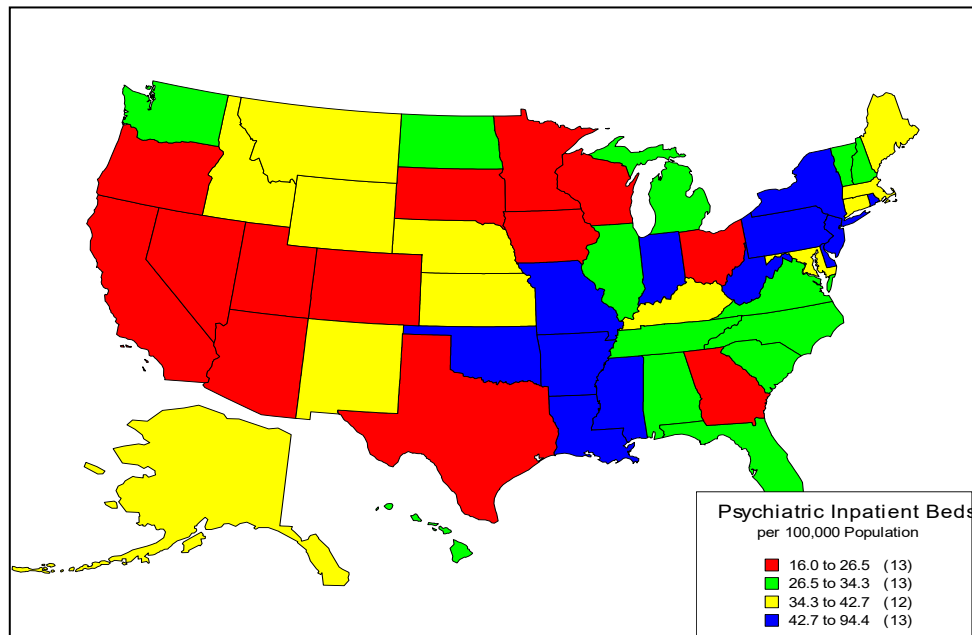 Psychiatric Inpatient Beds
per 100,000 Population
16.0 to 26.5 (13)
26.5 to 34.3 (13)
34.3 to 42.7 (12)
42.7 to 94.4 (13)